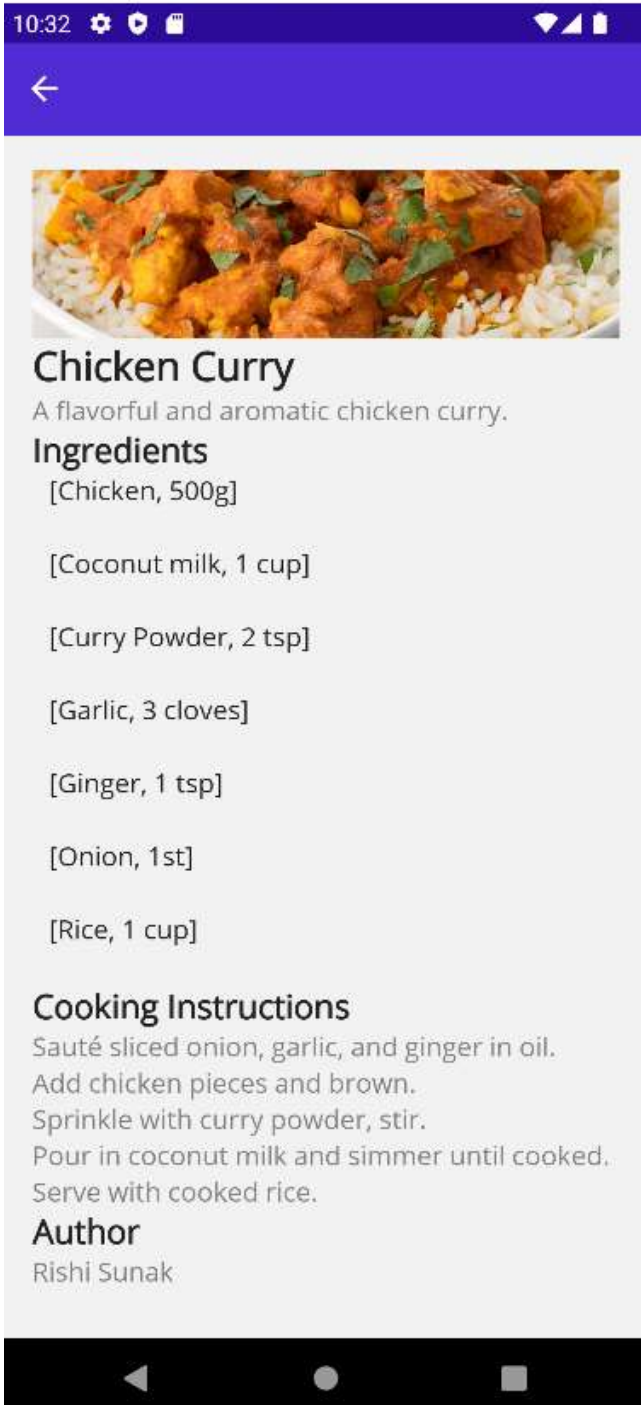 10:32
Chicken Curry
A flavorful and aromatic chicken curry.
Ingredients
[Chicken, 500g]
[Coconut milk, 1 cup]
[Curry Powder, 2 tsp]
[Garlic, 3 cloves]
[Ginger, 1 tsp]
[Onion, 1st]
[Rice, 1 cup]
Cooking Instructions
Sauté sliced onion, garlic, and ginger in oil.
Add chicken pieces and brown.
Sprinkle with curry powder, stir.
Pour in coconut milk and simmer until cooked.
Serve with cooked rice.
Author
Rishi Sunak